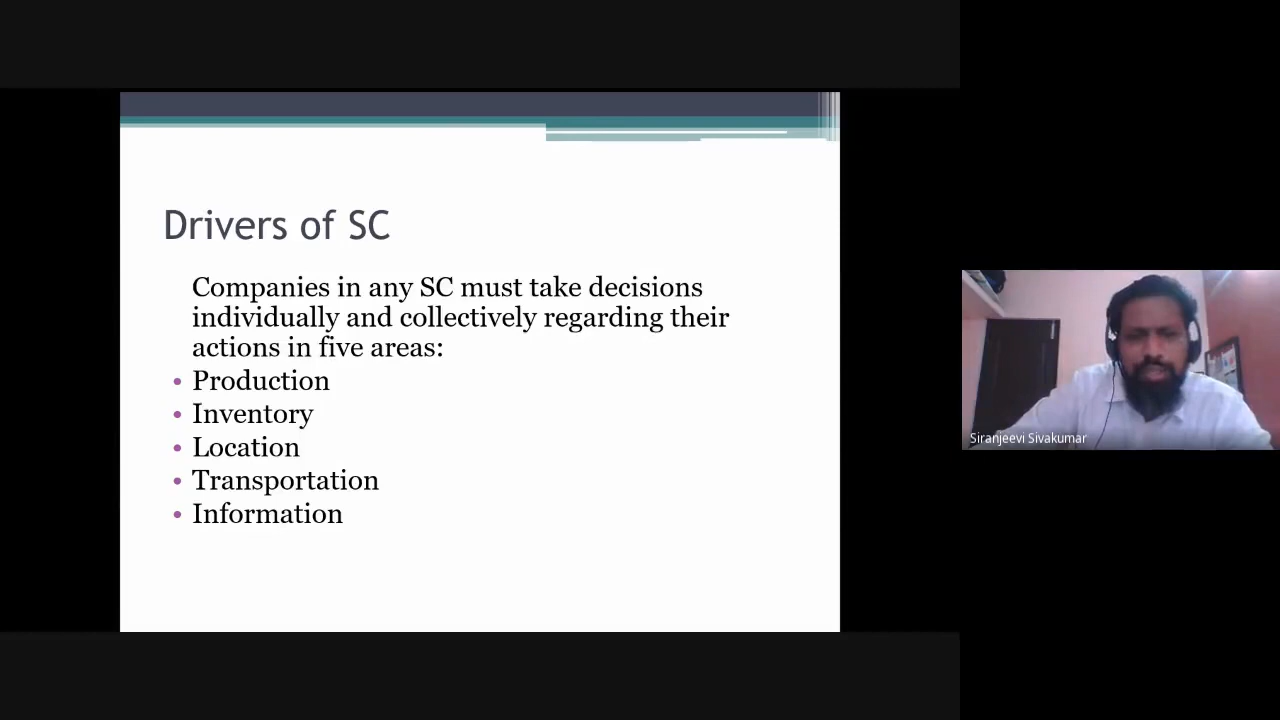 Drivers of SC
Companies in any SC must take decisions
individually and collectively regarding their
actions in five areas:
• Production
• Inventory
• Location
• Transportation
• Information
Siranjeevi Sivakumar